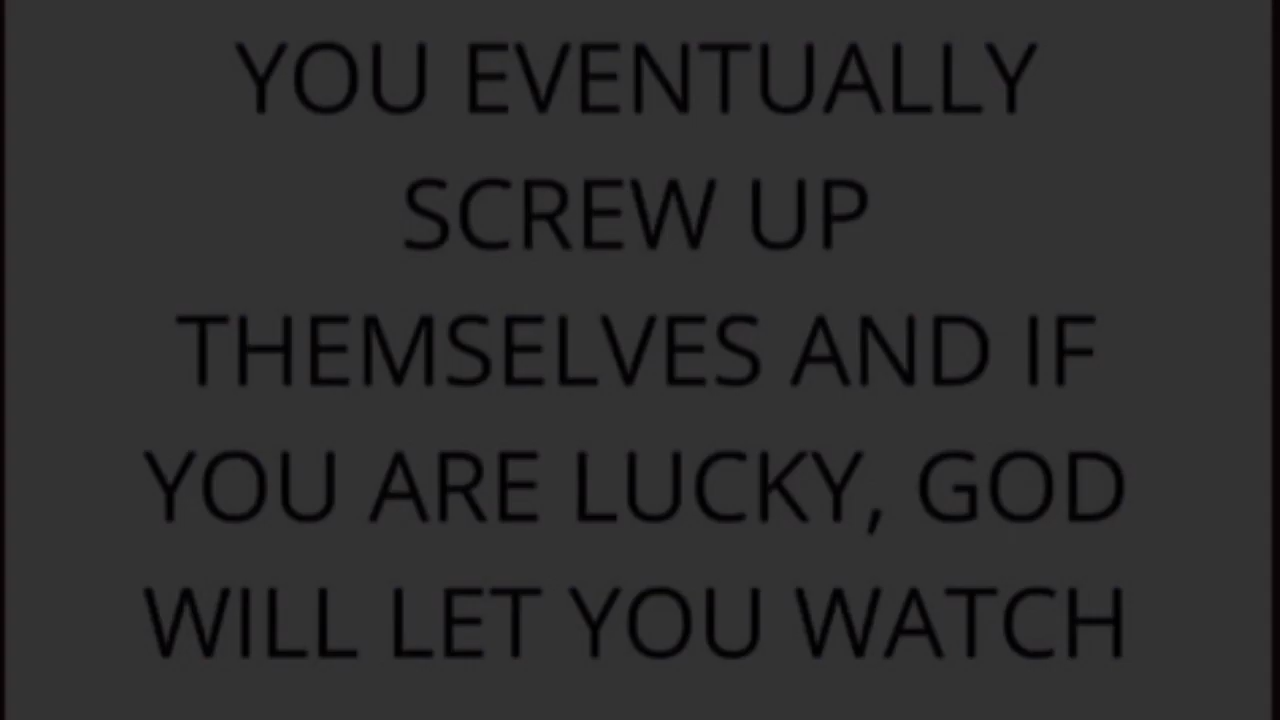 YOU EVENTUALLY
SCREW UP
THEMSELVES AND IF
YOU ARE LUCKY, GOD
WILL LET YOU WATCH